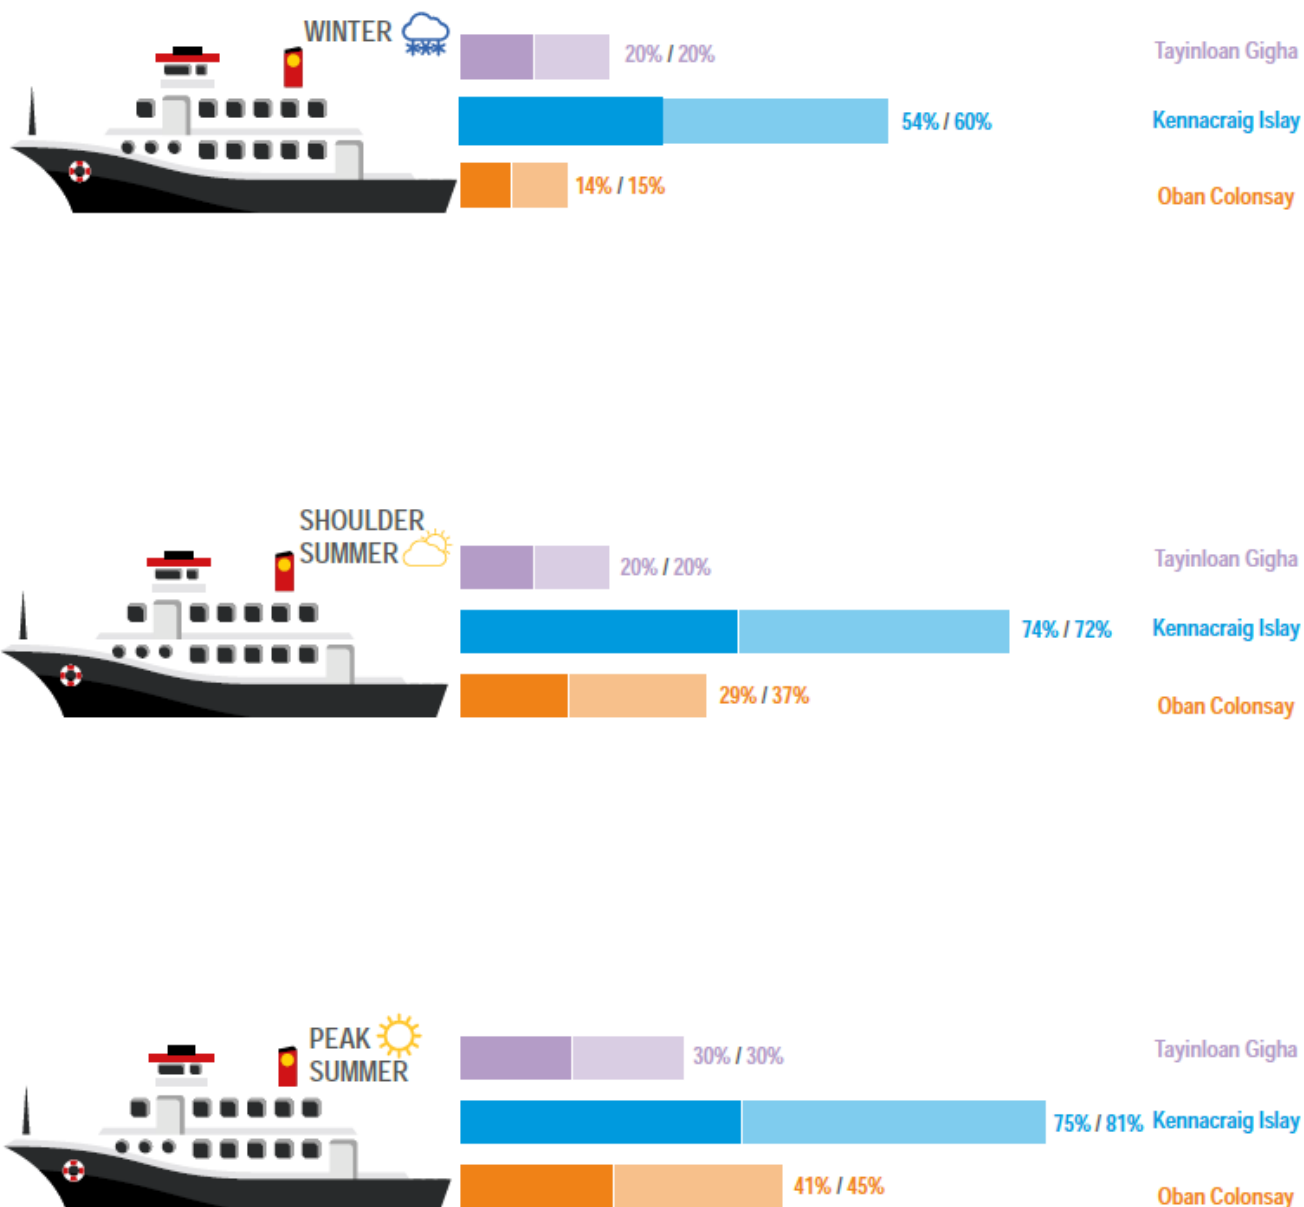 WINTER
20% / 20%
Tayinloan Gigha
54% / 60%
Kennacraig Islay
14% / 15%
Oban Colonsay
SHOULDER
SUMMER
20% / 20%
Tayinloan Gigha
74% / 72%
Kennacraig Islay
29% / 37%
Oban Colonsay
PEAK
SUMMER
30% / 30%
Tayinloan Gigha
75% / 81%
Kennacraig Islay
41% / 45%
Oban Colonsay